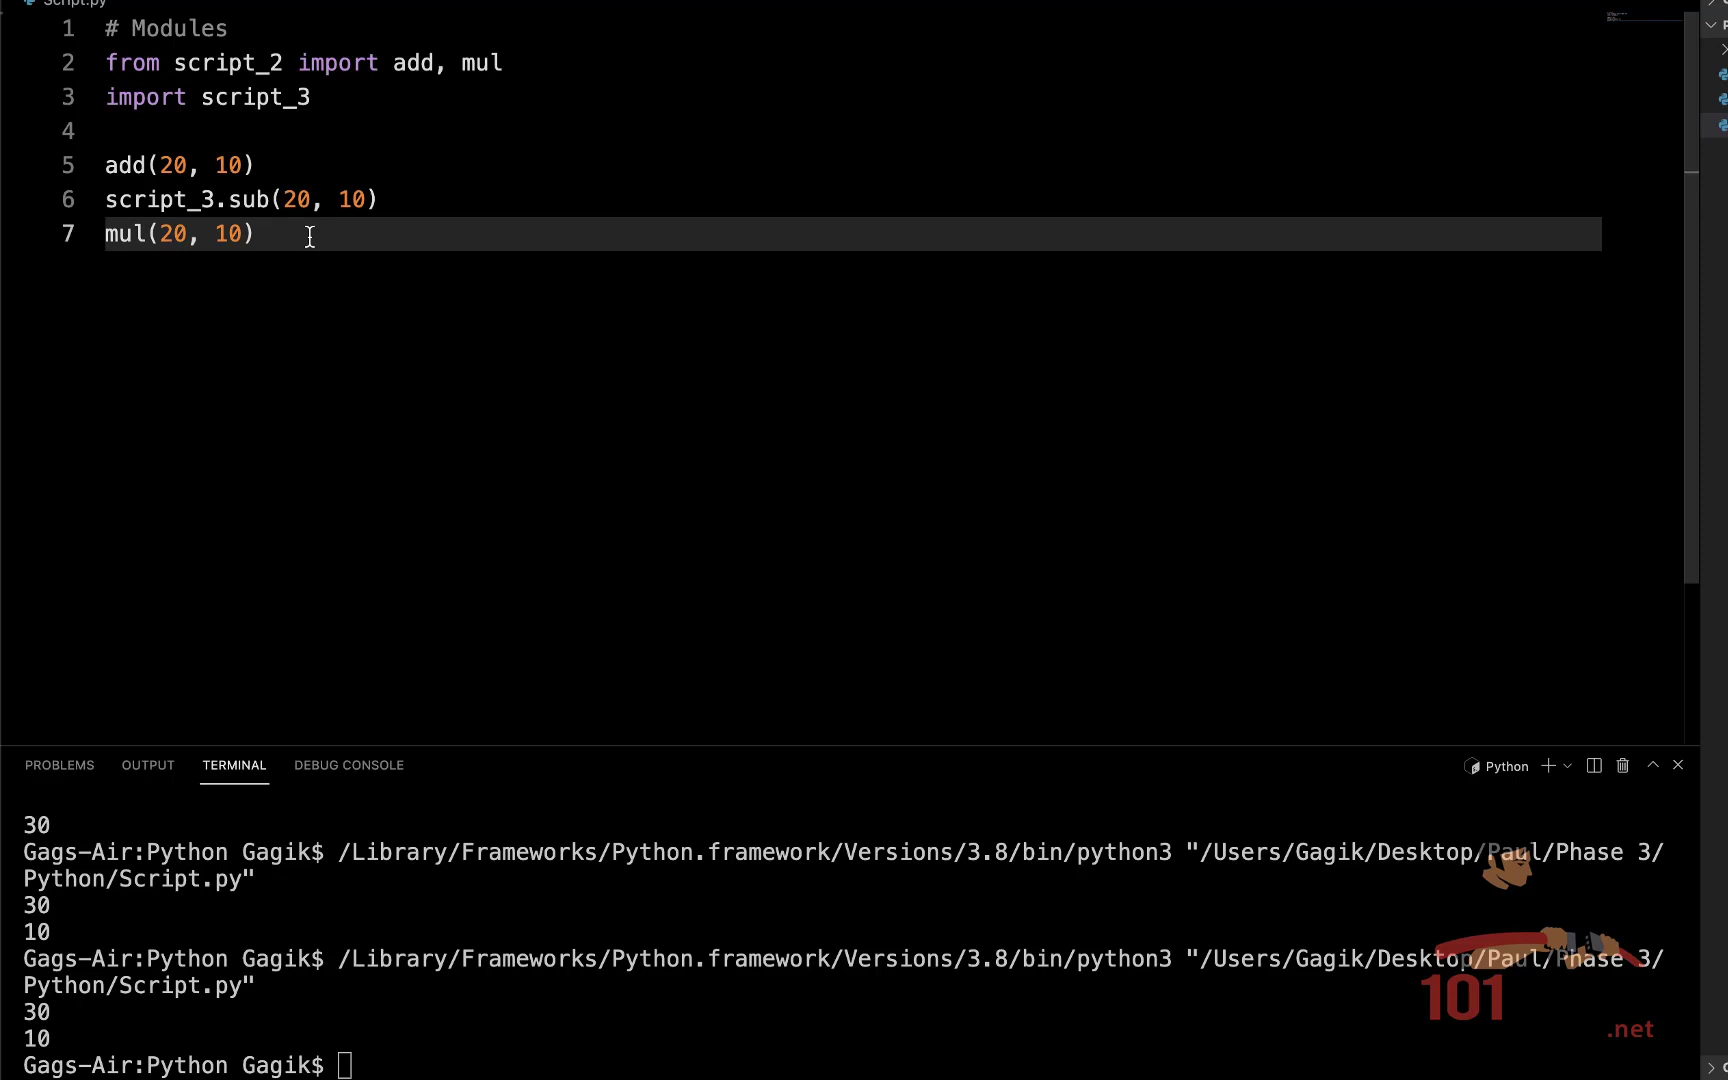 Script.py
1 # Modules
2 from script_2 import add, mul
3 import script_3
4
5 add(20, 10)
6 script_3.sub(20, 10)
7 mul(20, 10)
PROBLEMS OUTPUT TERMINAL DEBUG CONSOLE Python
30
Gags-Air:Python Gagik$ /Library/Frameworks/Python.framework/Versions/3.8/bin/python3 "/Users/Gagik/Desktop/Paul/Phase 3/
Python/Script.py"
30
10
Gags-Air:Python Gagik$ /Library/Frameworks/Python.framework/Versions/3.8/bin/python3 "/Users/Gagik/Desktop/Paul/Phase 3/
Python/Script.py"
30
10
Gags-Air:Python Gagik$
101
.net